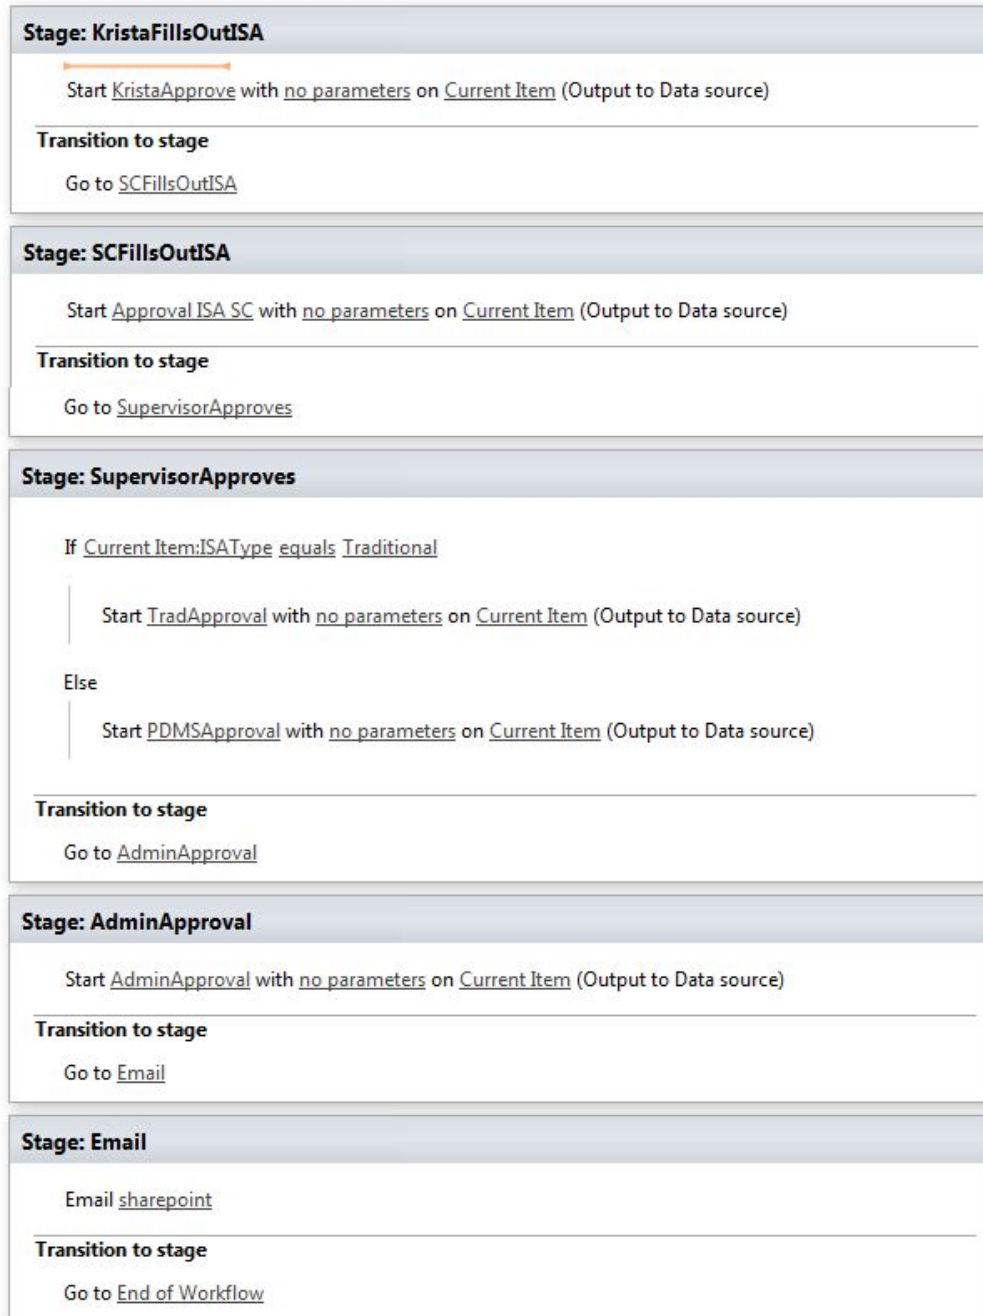 Stage: KristaFillsOutISA
Start KristaApprove with no parameters on Current Item (Output to Data source)
Transition to stage
Go to SCFillsOutISA
Stage: SCFillsOutISA
Start Approval ISA SC with no parameters on Current Item (Output to Data source)
Transition to stage
Go to SupervisorApproves
Stage: SupervisorApproves
If Current Item:ISAType equals Traditional
Start TradApproval with no parameters on Current Item (Output to Data source)
Else
Start PDMSApproval with no parameters on Current Item (Output to Data source)
Transition to stage
Go to AdminApproval
Stage: AdminApproval
Start AdminApproval with no parameters on Current Item (Output to Data source)
Transition to stage
Go to Email
Stage: Email
Email sharepoint
Transition to stage
Go to End of Workflow